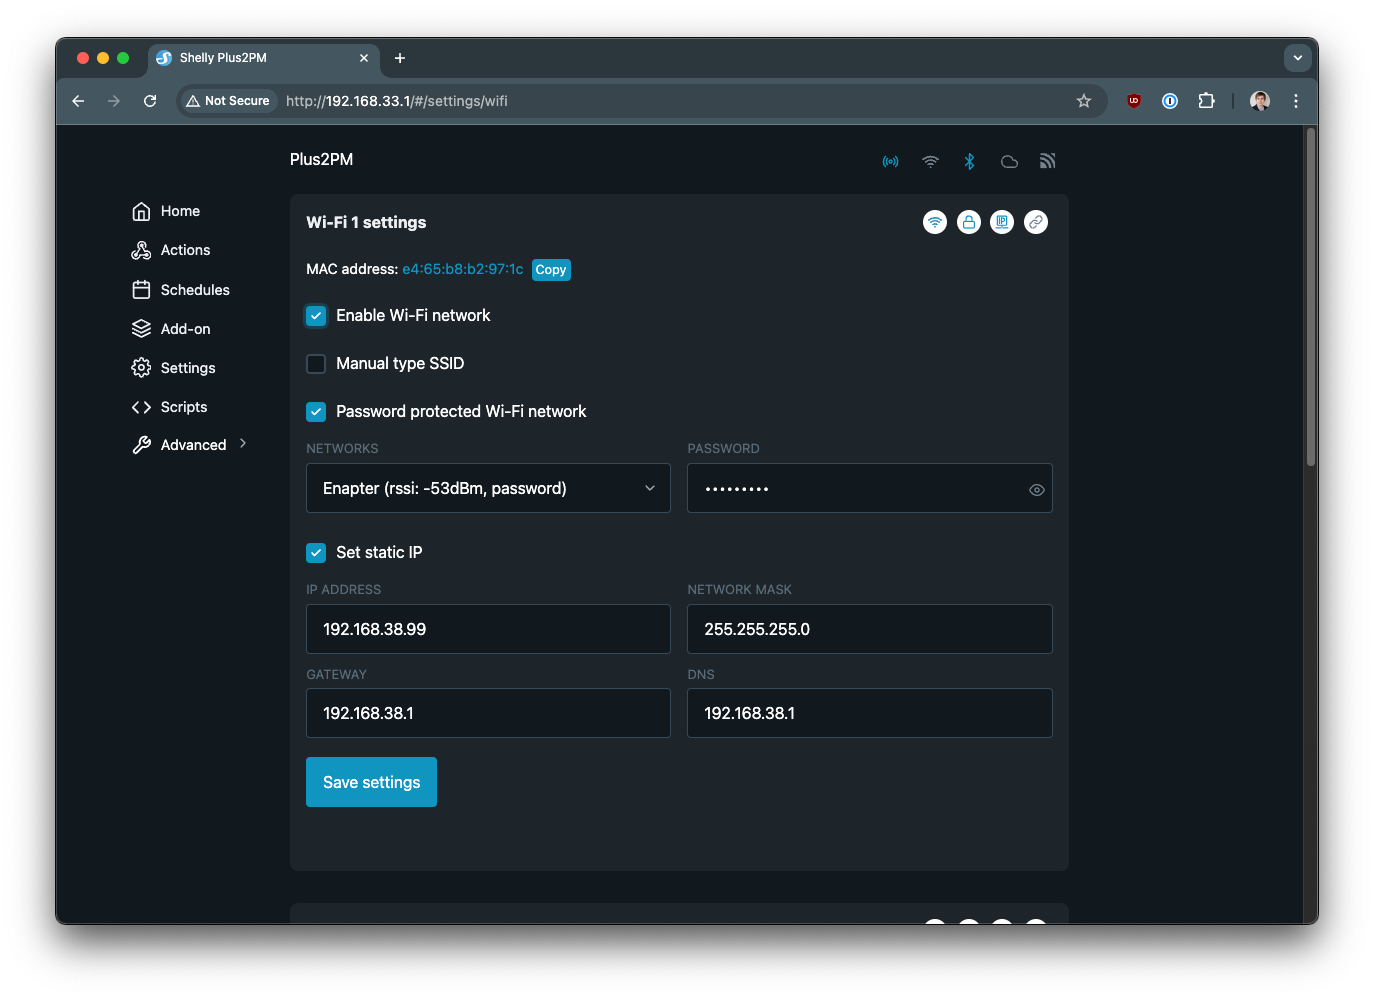 Shelly Plus2PM
Not Secure http://192.168.33.1/#/settings/wifi
Plus2PM
Home
Actions
Schedules
Add-on
Settings
Scripts
Advanced
Wi-Fi 1 settings
MAC address: e4:65:b8:b2:97:1c Copy
Enable Wi-Fi network
Manual type SSID
Password protected Wi-Fi network
NETWORKS PASSWORD
Enapter (rssi: -53dBm, password) •••••••••
Set static IP
IP ADDRESS NETWORK MASK
192.168.38.99 255.255.255.0
GATEWAY DNS
192.168.38.1 192.168.38.1
Save settings